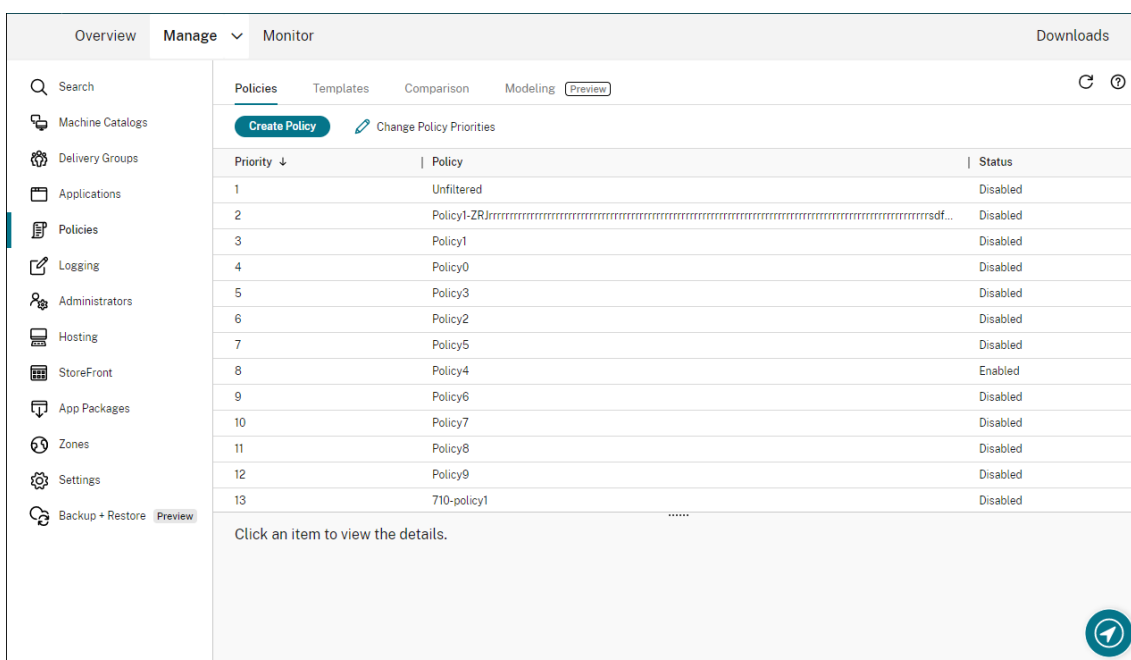 Overview Manage Monitor Downloads
Search
Machine Catalogs
Delivery Groups
Applications
Policies
Logging
Administrators
Hosting
StoreFront
App Packages
Zones
Settings
Backup + Restore Preview
Policies Templates Comparison Modeling Preview
Create Policy Change Policy Priorities
Priority Policy Status
1 Unfiltered Disabled
2 Disabled
3 Policy1 Disabled
4 Policy0 Disabled
5 Policy3 Disabled
6 Policy2 Disabled
7 Policy5 Disabled
8 Policy4 Enabled
9 Policy6 Disabled
10 Policy7 Disabled
11 Policy8 Disabled
12 Policy9 Disabled
13 710-policy1 Disabled
Click an item to view the details.